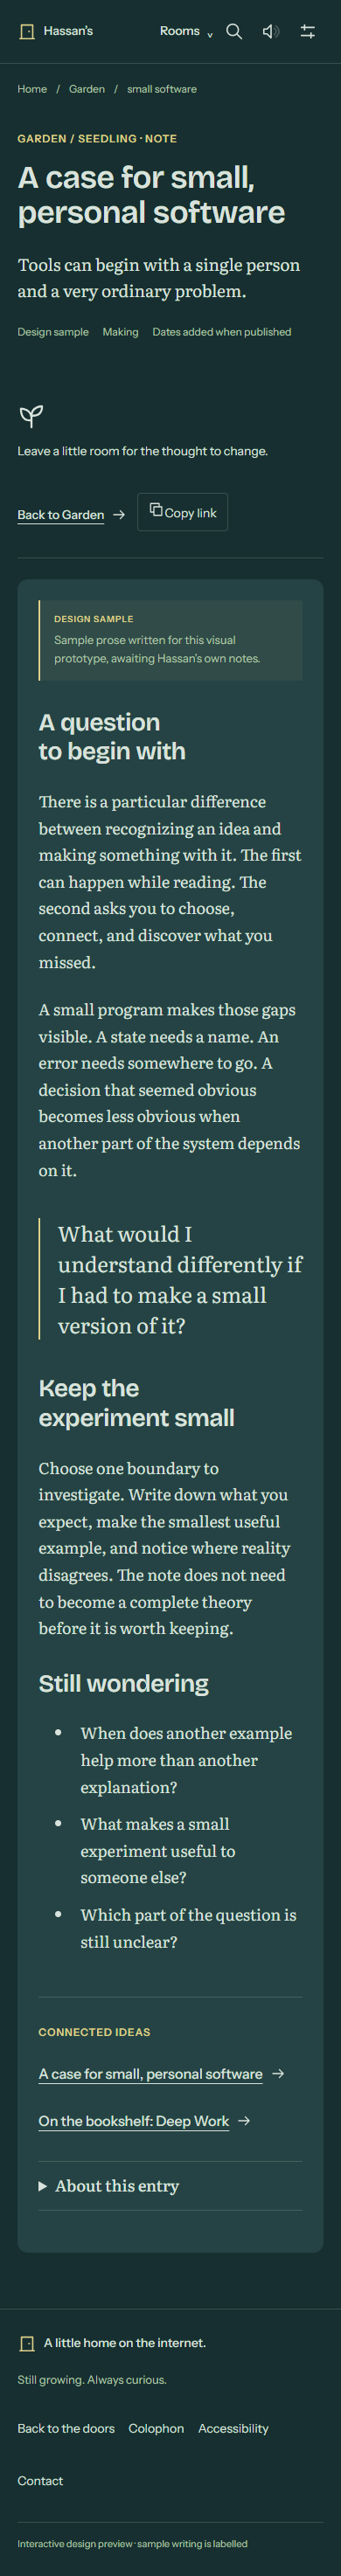 Hassan's
Rooms
Home / Garden / small software
GARDEN / SEEDLING · NOTE
A case for small,
personal software
Tools can begin with a single person
and a very ordinary problem.
Design sample Making Dates added when published
Leave a little room for the thought to change.
Back to Garden → Copy link
DESIGN SAMPLE
Sample prose written for this visual
prototype, awaiting Hassan's own notes.
A question
to begin with
There is a particular difference
between recognizing an idea and
making something with it. The first
can happen while reading. The
second asks you to choose,
connect, and discover what you
missed.
A small program makes those gaps
visible. A state needs a name. An
error needs somewhere to go. A
decision that seemed obvious
becomes less obvious when
another part of the system depends
on it.
What would I
understand differently if
I had to make a small
version of it?
Keep the
experiment small
Choose one boundary to
investigate. Write down what you
expect, make the smallest useful
example, and notice where reality
disagrees. The note does not need
to become a complete theory
before it is worth keeping.
Still wondering
• When does another example
help more than another
explanation?
• What makes a small
experiment useful to
someone else?
• Which part of the question is
still unclear?
CONNECTED IDEAS
A case for small, personal software →
On the bookshelf: Deep Work →
About this entry
A little home on the internet.
Still growing. Always curious.
Back to the doors Colophon Accessibility
Contact
Interactive design preview · sample writing is labelled